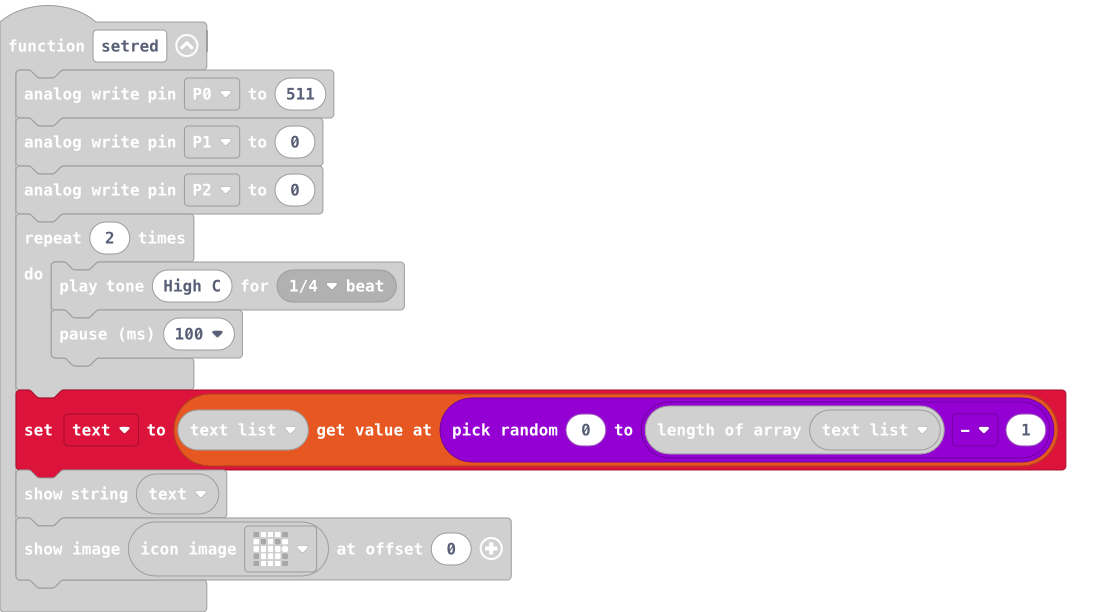 function setred
analog write pin P0 to 511
analog write pin P1 to 0
analog write pin P2 to 0
repeat 2 times
do
play tone High C for 1/4 beat
pause (ms) 100
set text to text list get value at pick random 0 to length of array text list - 1
show string text
show image icon image at offset 0